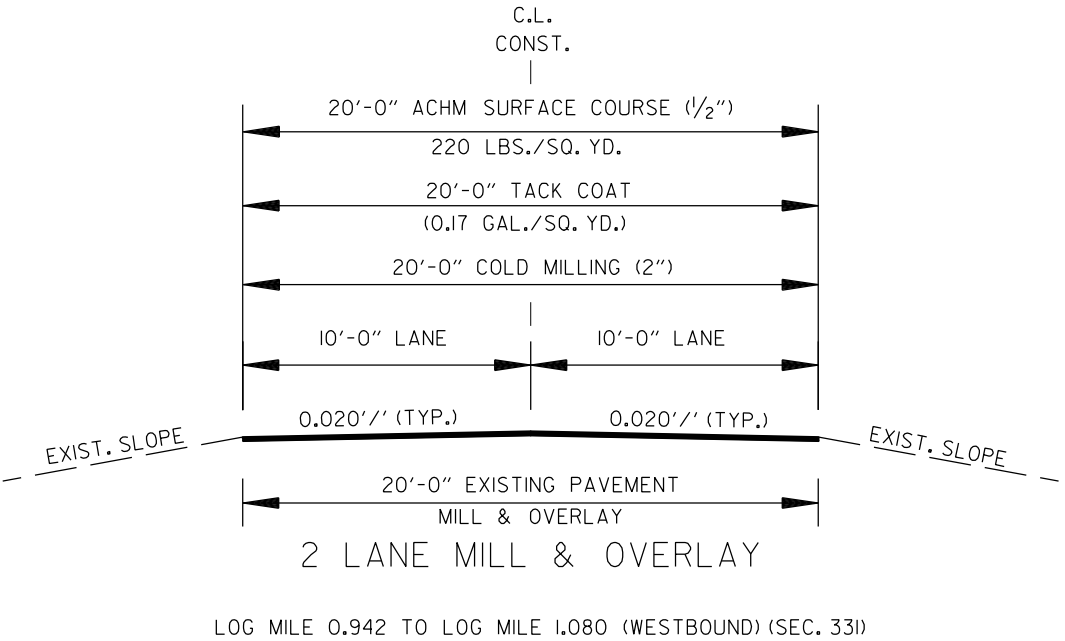 C.L.
CONST.
20'-0" ACHM SURFACE COURSE (1/2")
220 LBS./SQ. YD.
20'-0" TACK COAT
(0.17 GAL./SQ. YD.)
20'-0" COLD MILLING (2")
10'-0" LANE
10'-0" LANE
0.020'/' (TYP.)
0.020'/' (TYP.)
EXIST. SLOPE
EXIST. SLOPE
20'-0" EXISTING PAVEMENT
MILL & OVERLAY
2 LANE MILL & OVERLAY
LOG MILE 0.942 TO LOG MILE 1.080 (WESTBOUND) (SEC. 331)